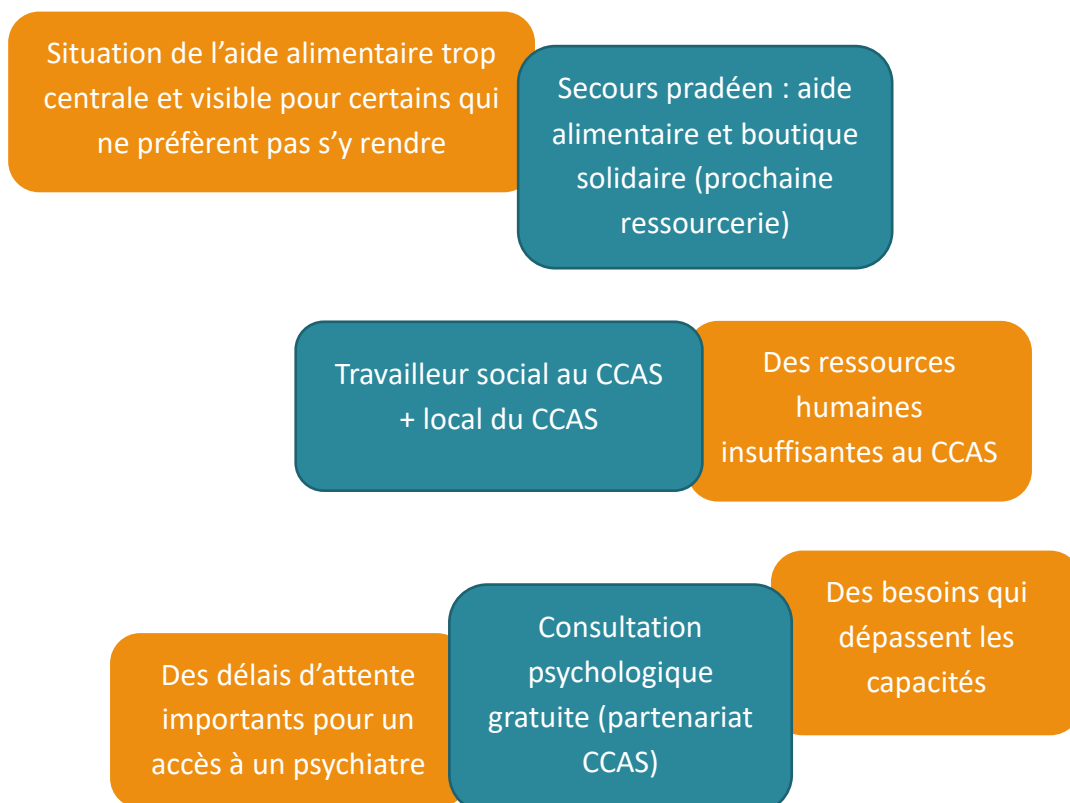 Situation de l’aide alimentaire trop
centrale et visible pour certains qui
ne préfèrent pas s’y rendre
Secours pradéen : aide
alimentaire et boutique
solidaire (prochaine
ressourcerie)
Travailleur social au CCAS
+ local du CCAS
Des ressources
humaines
insuffisantes au CCAS
Des délais d’attente
importants pour un
accès à un psychiatre
Consultation
psychologique
gratuite (partenariat
CCAS)
Des besoins qui
dépassent les
capacités